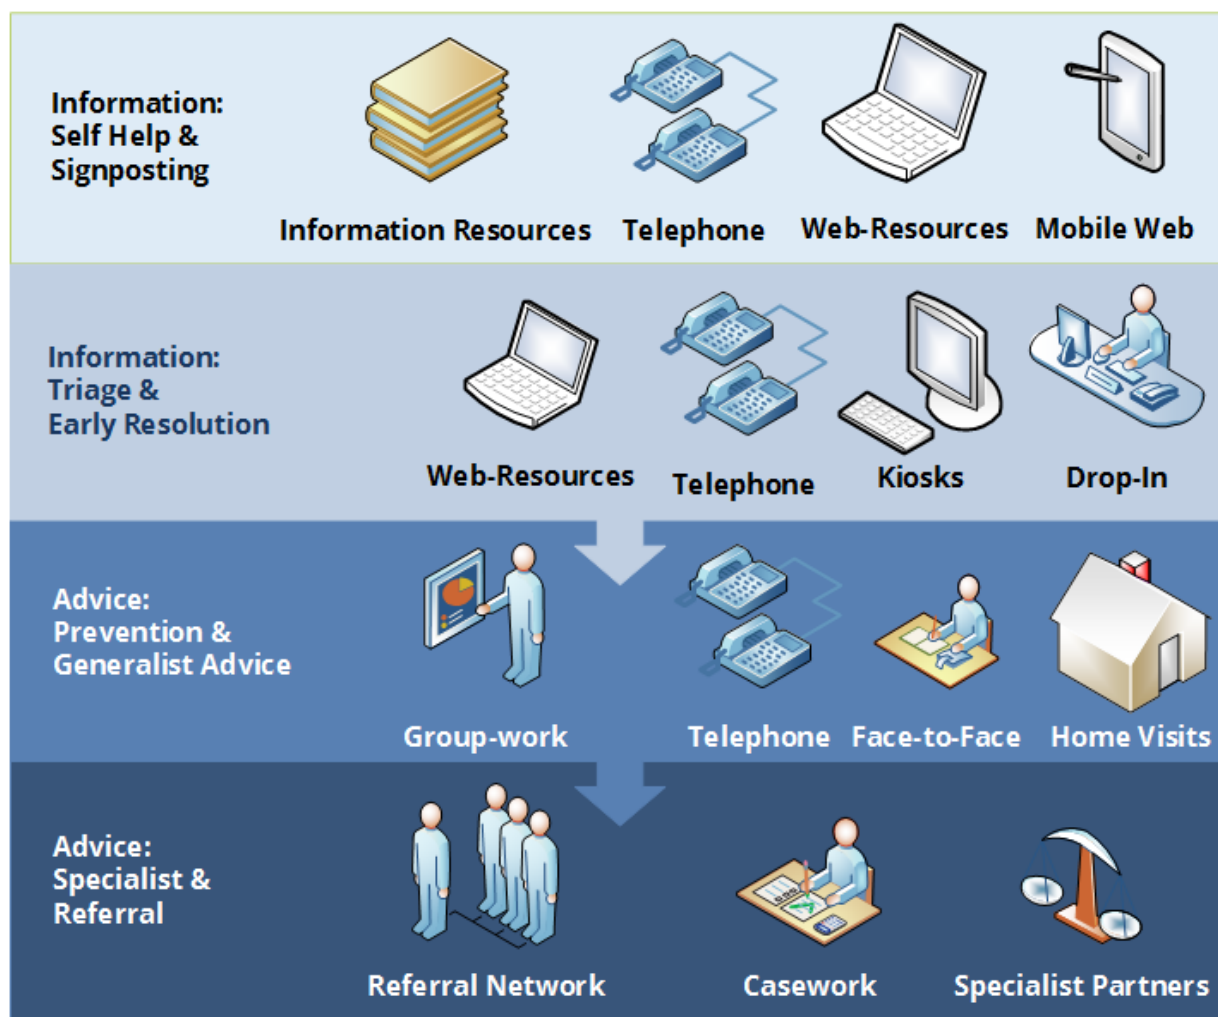 Information:
Self Help &
Signposting
Information Resources
Telephone
Web-Resources
Mobile Web
Information:
Triage &
Early Resolution
Web-Resources
Telephone
Kiosks
Drop-In
Advice:
Prevention &
Generalist Advice
Group-work
Telephone
Face-to-Face
Home Visits
Advice:
Specialist &
Referral
Referral Network
Casework
Specialist Partners